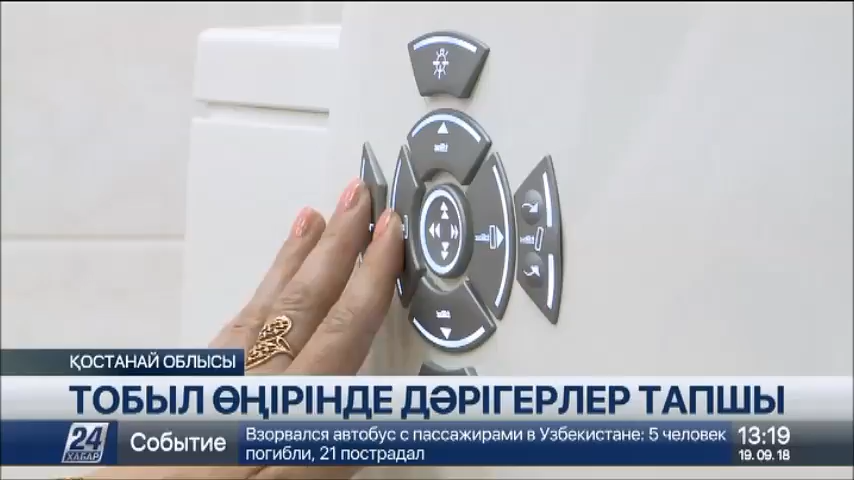 ҚОСТАНАЙ ОБЛЫСЫ
ТОБЫЛ ӨҢІРІНДЕ ДӘРІГЕРЛЕР ТАПШЫ
24
ХАБАР
Событие
Взорвался автобус с пассажирами в Узбекистане: 5 человек
погибли, 21 пострадал
13:19
19.09.18